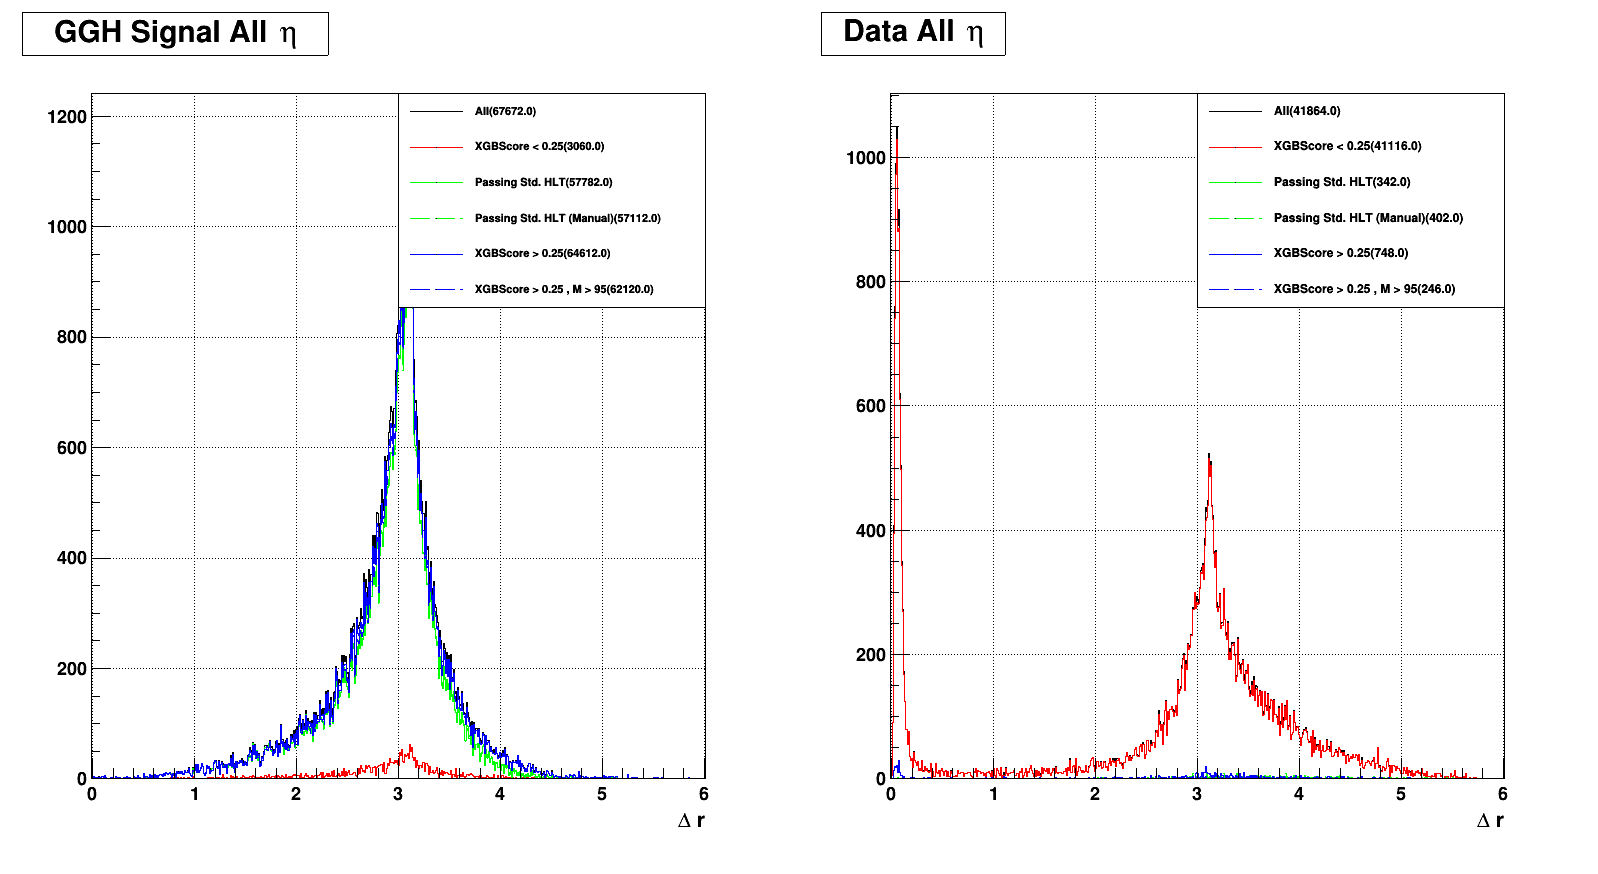 GGH Signal All η
1200
1000
800
600
400
200
0
0 1 2 3 4 5 6
Δ r
All(67672.0)
XGBScore < 0.25(3060.0)
Passing Std. HLT(57782.0)
Passing Std. HLT (Manual)(57112.0)
XGBScore > 0.25(64612.0)
XGBScore > 0.25 , M > 95(62120.0)
Data All η
1000
800
600
400
200
0
0 1 2 3 4 5 6
Δ r
All(41864.0)
XGBScore < 0.25(41116.0)
Passing Std. HLT(342.0)
Passing Std. HLT (Manual)(402.0)
XGBScore > 0.25(748.0)
XGBScore > 0.25 , M > 95(246.0)